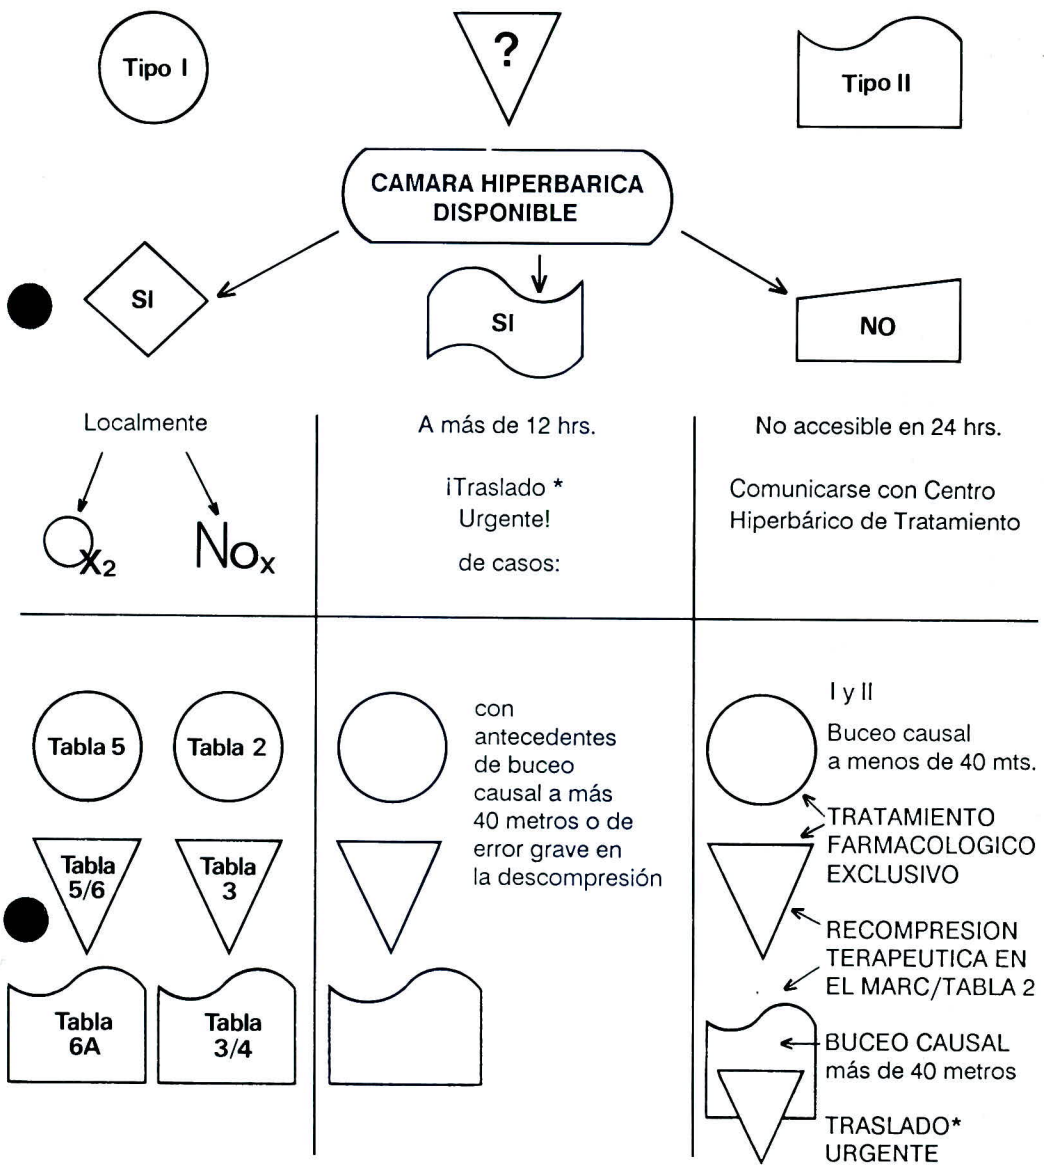 Tipo I
?
Tipo II
CAMARA HIPERBARICA
DISPONIBLE
SI
SI
NO
Localmente
Ox2
Nox
A más de 12 hrs.
¡Traslado *
Urgente!
de casos:
No accesible en 24 hrs.
Comunicarse con Centro
Hiperbárico de Tratamiento
Tabla 5
Tabla 2
Tabla
5/6
Tabla
3
Tabla
6A
Tabla
3/4
con
antecedentes
de buceo
causal a más
40 metros o de
error grave en
la descompresión
I y II
Buceo causal
a menos de 40 mts.
TRATAMIENTO
FARMACOLOGICO
EXCLUSIVO
RECOMPRESION
TERAPEUTICA EN
EL MARC/TABLA 2
BUCEO CAUSAL
más de 40 metros
TRASLADO*
URGENTE